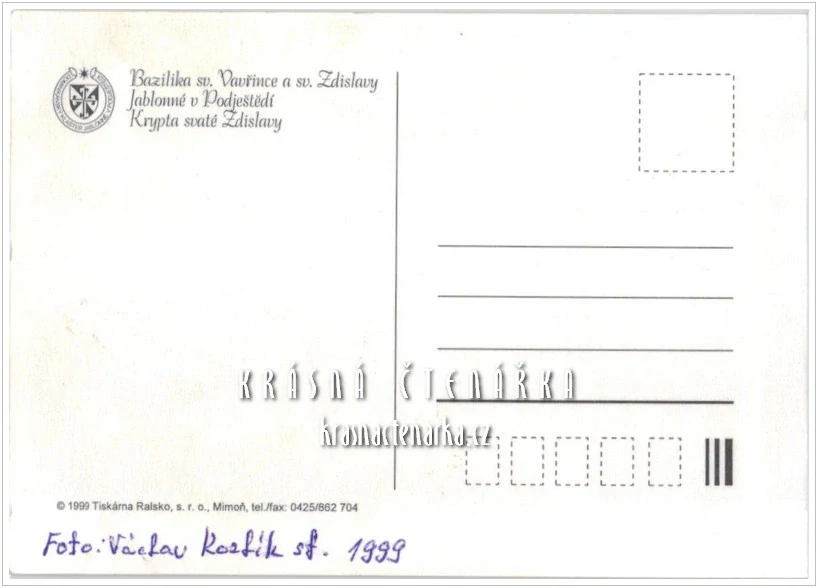 Bazilika sv. Vavřince a sv. Zdislavy
Jablonné v Podještědí
Krypta svaté Zdislavy
KRÁSNÁ ČTENÁŘKA
krasnactenarka.cz
© 1999 Tiskárna Ralsko, s. r. o., Mimoň, tel./fax: 0425/862 704
Foto: Václav st. 1999